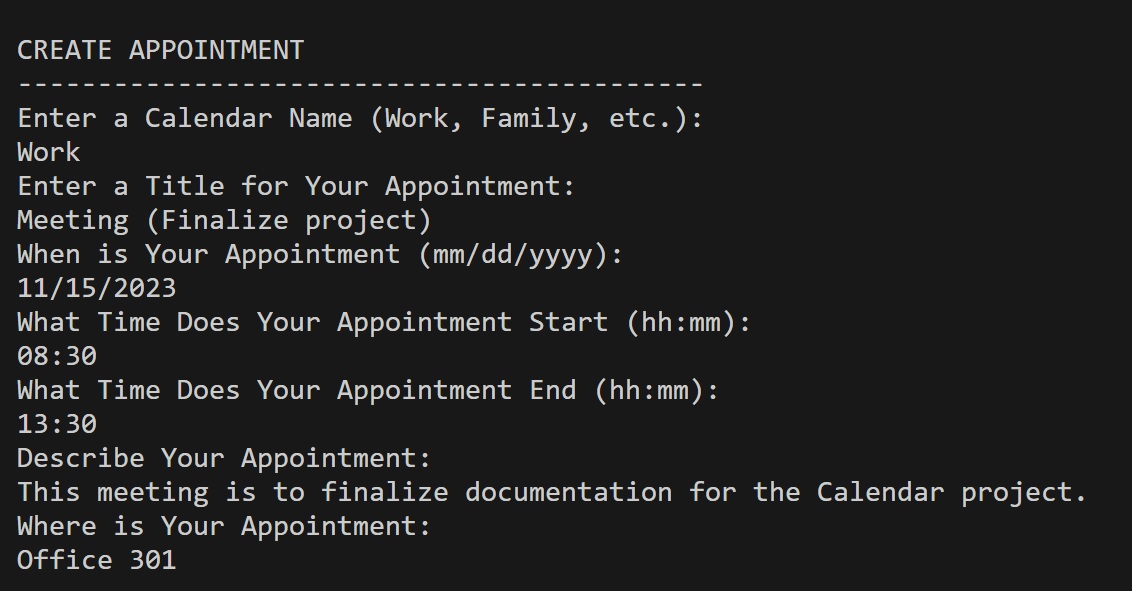 CREATE APPOINTMENT
-------------------------------------------
Enter a Calendar Name (Work, Family, etc.):
Work
Enter a Title for Your Appointment:
Meeting (Finalize project)
When is Your Appointment (mm/dd/yyyy):
11/15/2023
What Time Does Your Appointment Start (hh:mm):
08:30
What Time Does Your Appointment End (hh:mm):
13:30
Describe Your Appointment:
This meeting is to finalize documentation for the Calendar project.
Where is Your Appointment:
Office 301